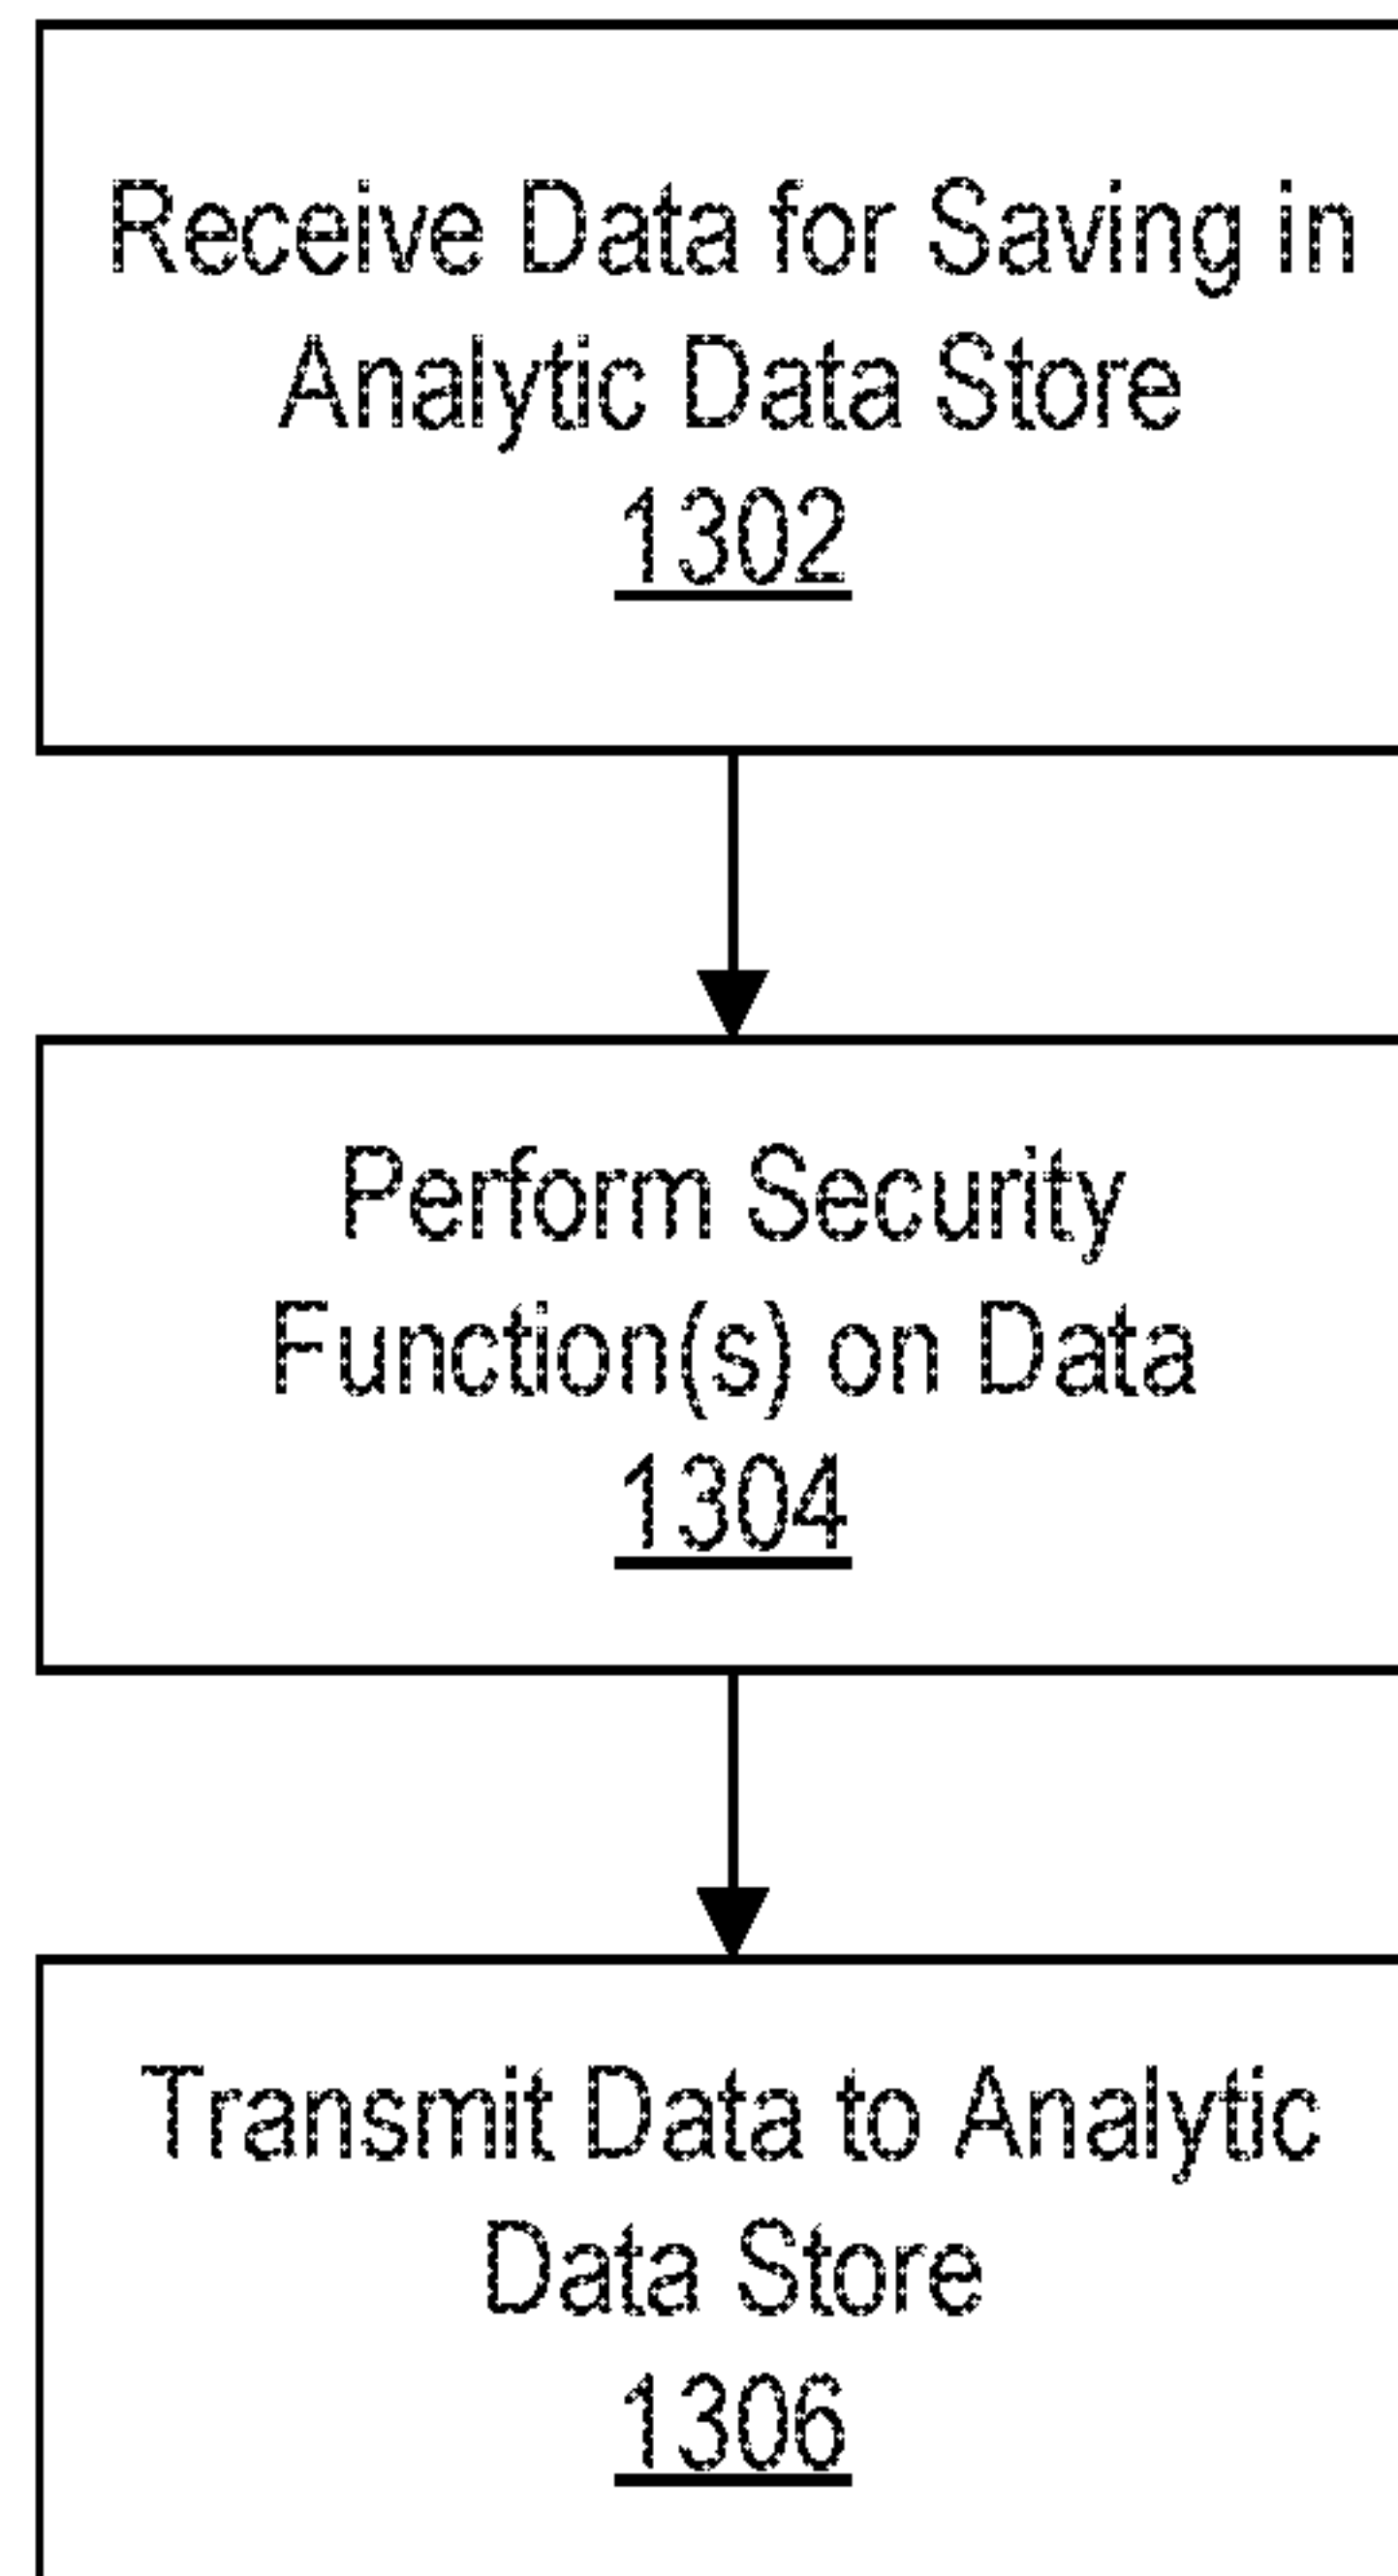 Receive Data for Saving in
Analytic Data Store
1302
Perform Security
Function(s) on Data
1304
Transmit Data to Analytic
Data Store
1306